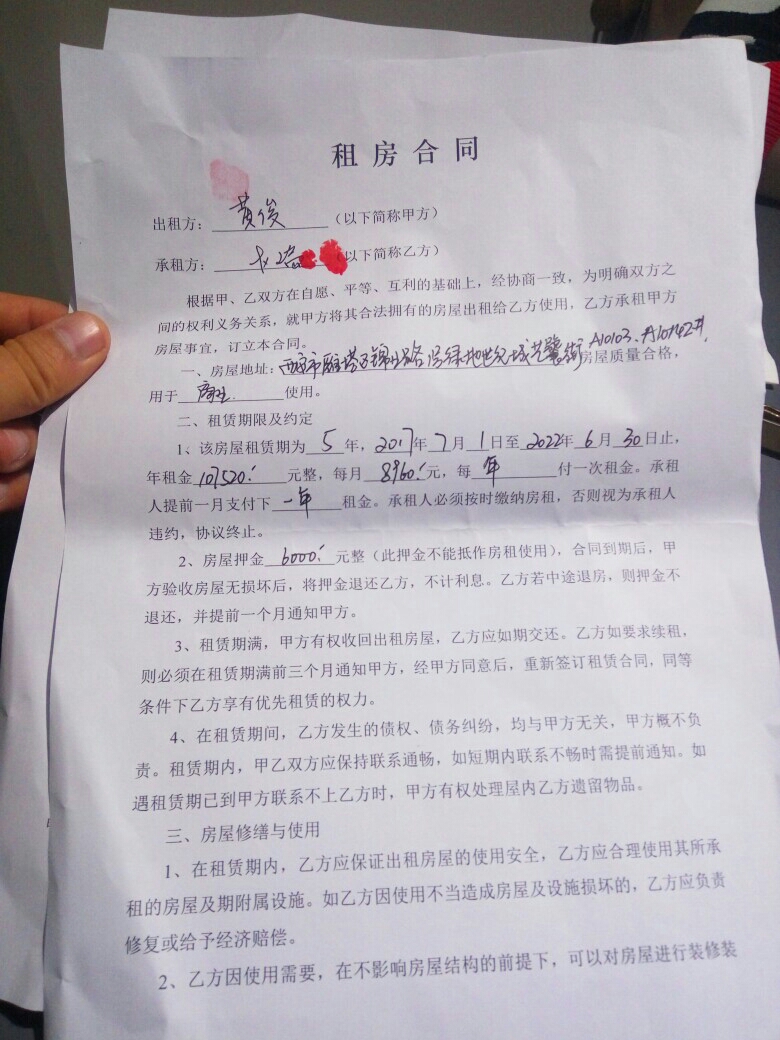 租房合同
出租方：黄俊（以下简称甲方）
承租方：（以下简称乙方）
根据甲、乙双方在自愿、平等、互利的基础上，经协商一致，为明确双方之
间的权利义务关系，就甲方将其合法拥有的房屋出租给乙方使用，乙方承租甲方
房屋事宜，订立本合同。
一、房屋地址：西安市雁塔区锦业路绿地世纪城 A10103. 房屋质量合格，
用于商业使用。
二、租赁期限及约定
1、该房屋租赁期为5年，2017年7月1日至2022年6月30日止，
年租金107520.元整，每月8960.元，每年付一次租金。承租
人提前一月支付下一年租金。承租人必须按时缴纳房租，否则视为承租人
违约，协议终止。
2、房屋押金6000.元整（此押金不能抵作房租使用），合同到期后，甲
方验收房屋无损坏后，将押金退还乙方，不计利息。乙方若中途退房，则押金不
退还，并提前一个月通知甲方。
3、租赁期满，甲方有权收回出租房屋，乙方应如期交还。乙方如要求续租，
则必须在租赁期满前三个月通知甲方，经甲方同意后，重新签订租赁合同，同等
条件下乙方享有优先租赁的权力。
4、在租赁期间，乙方发生的债权、债务纠纷，均与甲方无关，甲方概不负
责。租赁期内，甲乙双方应保持联系通畅，如短期内联系不畅时需提前通知。如
遇租赁期已到甲方联系不上乙方时，甲方有权处理屋内乙方遗留物品。
三、房屋修缮与使用
1、在租赁期内，乙方应保证出租房屋的使用安全，乙方应合理使用其所承
租的房屋及期附属设施。如乙方因使用不当造成房屋及设施损坏的，乙方应负责
修复或给予经济赔偿。
2、乙方因使用需要，在不影响房屋结构的前提下，可以对房屋进行装修装